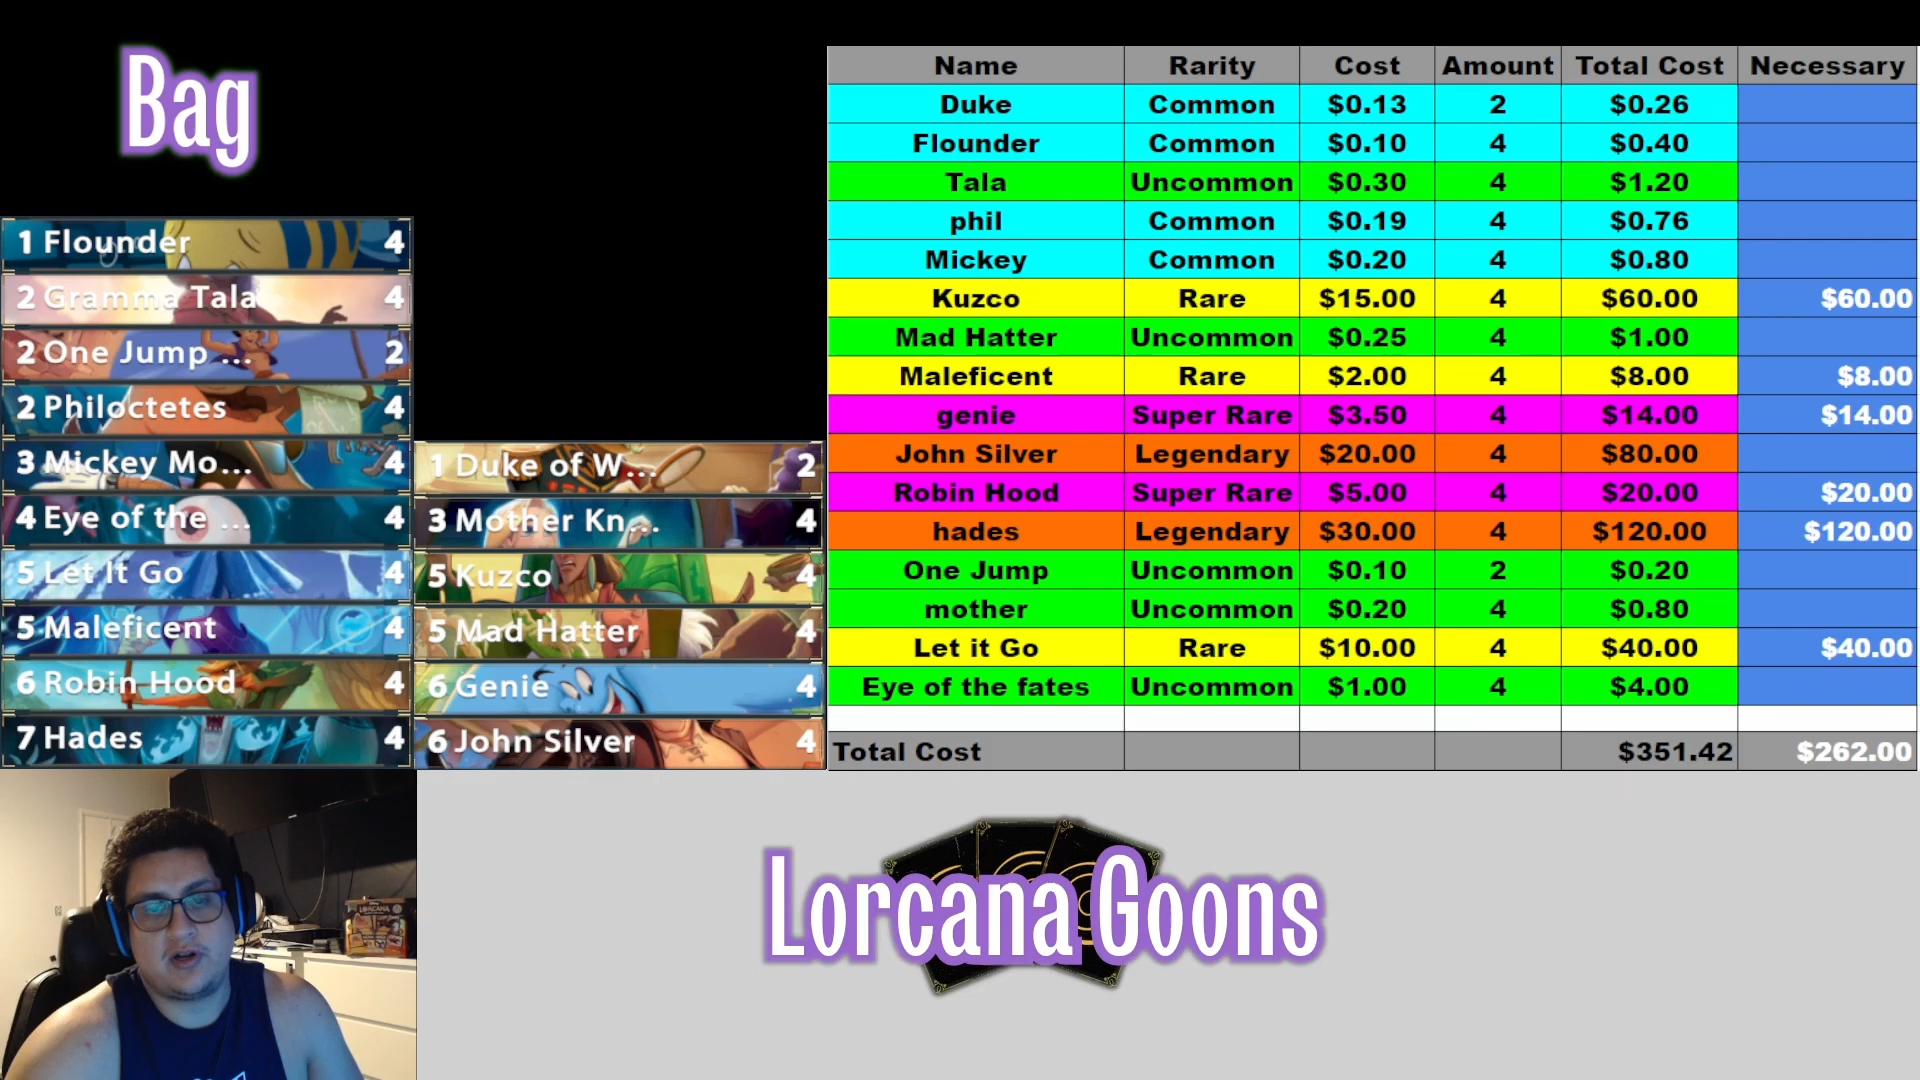 Bag
1 Flounder 4
2 Gramma Tala 4
2 One Jump ... 2
2 Philoctetes 4
3 Mickey Mo... 4
4 Eye of the ... 4
5 Let It Go 4
5 Maleficent 4
6 Robin Hood 4
7 Hades 4
1 Duke of W... 2
3 Mother Kn... 4
5 Kuzco 4
5 Mad Hatter 4
6 Genie 4
6 John Silver 4
Name Rarity Cost Amount Total Cost Necessary
Duke Common $0.13 2 $0.26
Flounder Common $0.10 4 $0.40
Tala Uncommon $0.30 4 $1.20
phil Common $0.19 4 $0.76
Mickey Common $0.20 4 $0.80
Kuzco Rare $15.00 4 $60.00 $60.00
Mad Hatter Uncommon $0.25 4 $1.00
Maleficent Rare $2.00 4 $8.00 $8.00
genie Super Rare $3.50 4 $14.00 $14.00
John Silver Legendary $20.00 4 $80.00
Robin Hood Super Rare $5.00 4 $20.00 $20.00
hades Legendary $30.00 4 $120.00 $120.00
One Jump Uncommon $0.10 2 $0.20
mother Uncommon $0.20 4 $0.80
Let it Go Rare $10.00 4 $40.00 $40.00
Eye of the fates Uncommon $1.00 4 $4.00
Total Cost $351.42 $262.00
LORCANA
Lorcana Goons